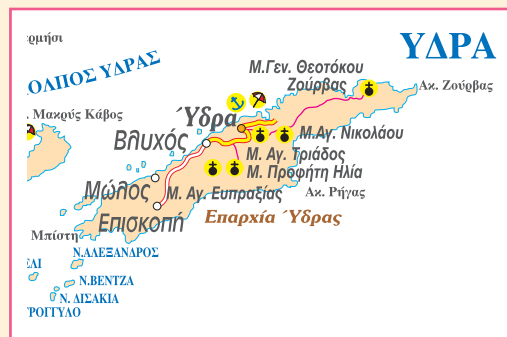 ΥΔΡΑ
ΥΔΡΑΣ
Μ.Γεν. Θεοτόκου
Ζούρβας
Ακ. Ζούρβας
Μακρύς Κάβος
Ύδρα
Βλυχός
Μ.Αγ. Νικολάου
Μ. Αγ. Τριάδος
Μ. Προφήτη Ηλία
Μώλος
Μ. Αγ. Ευπραξίας
Ακ. Ρήγας
Επισκοπή
Επαρχία Ύδρας
Μπίστη
Ν.ΑΛΕΞΑΝΔΡΟΣ
Ν.ΒΕΝΤΖΑ
Ν. ΔΙΣΑΚΙΑ